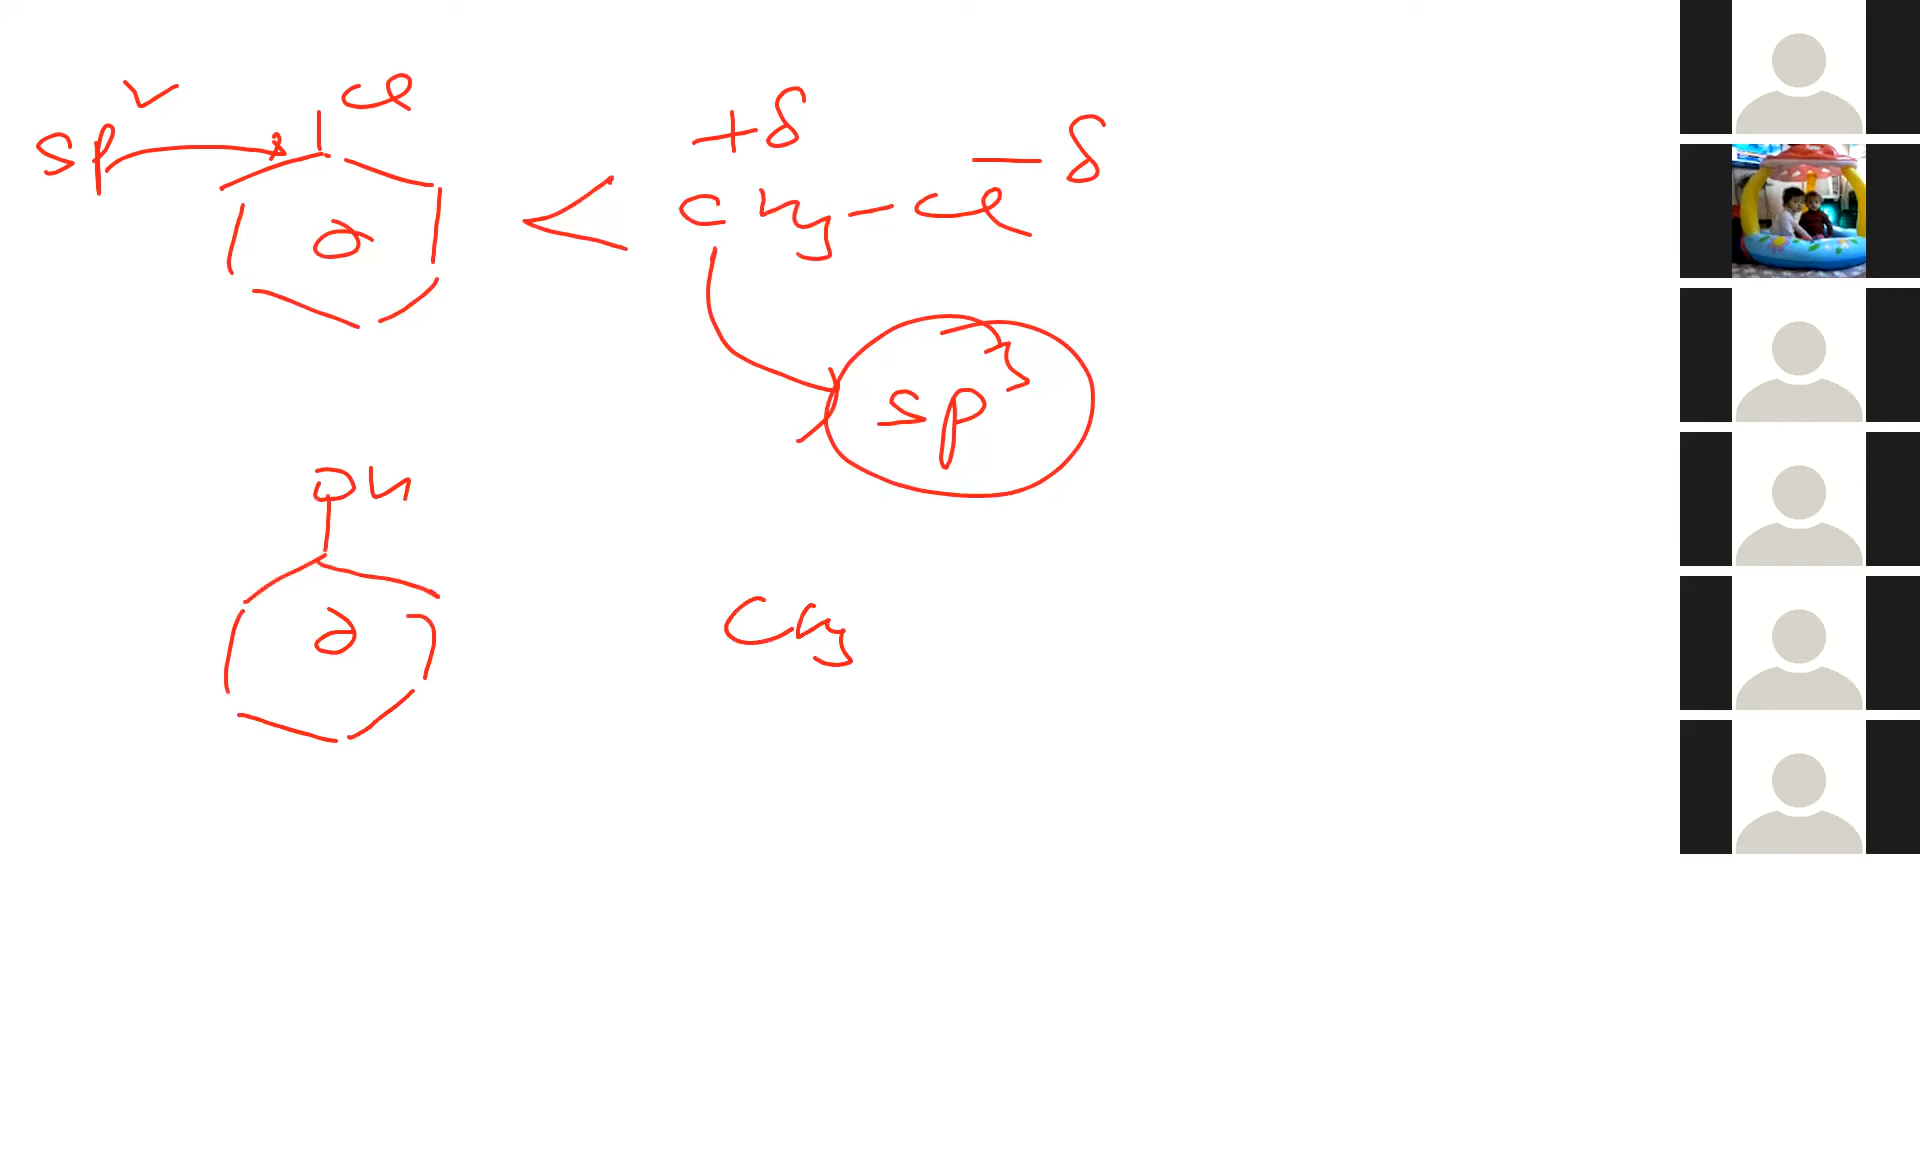 sp² Cl < CH₃-Cl
+δ -δ
sp³
OH
CH₃